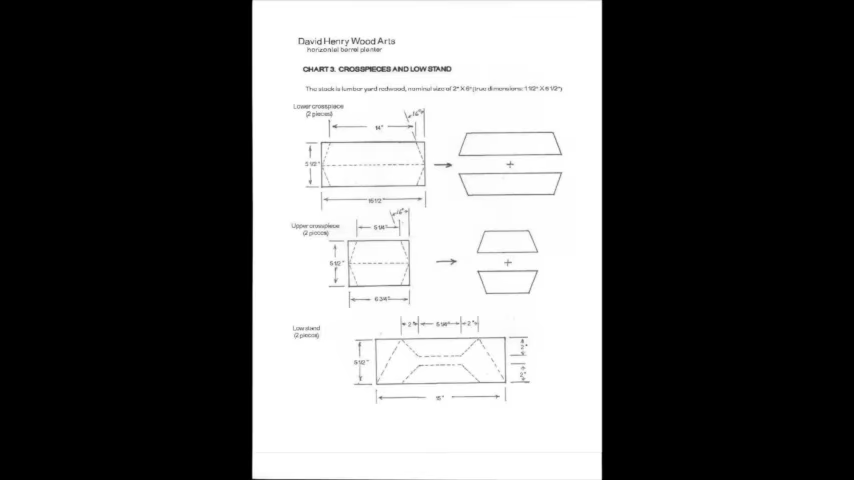 David Henry Wood Arts
horizontal barrel planter
CHART 3. CROSSPIECES AND LOW STAND
The stock is lumber yard redwood, nominal size of 2" X 6" (true dimensions: 1 1/2" X 5 1/2")
Lower crosspiece
(2 pieces)
14"
5 1/2"
Upper crosspiece
(2 pieces)
5 1/4"
5 1/2"
6 3/4"
Low stand
(2 pieces)
2"
2"
5 1/2"
2"
2"